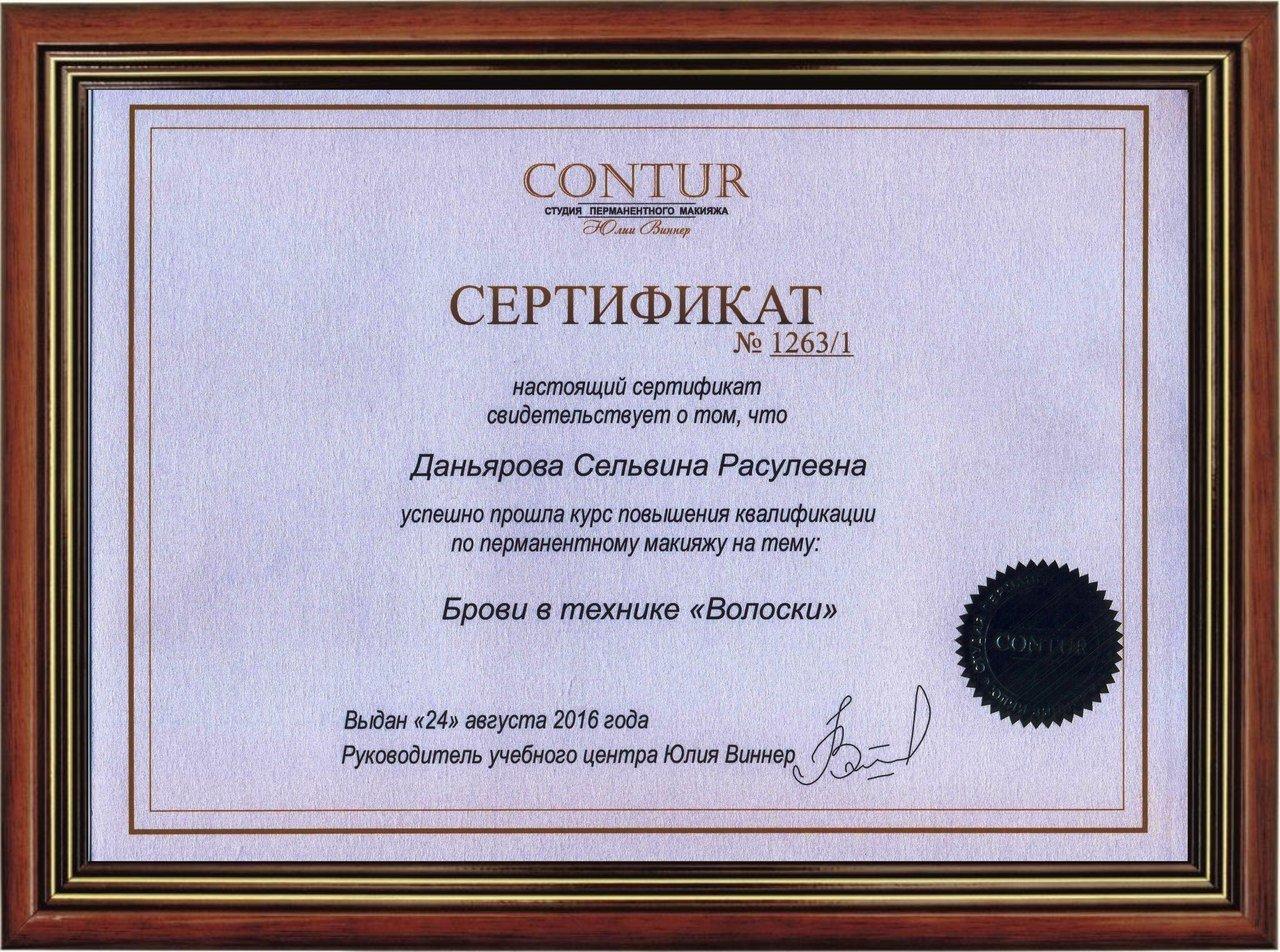 CONTUR
СТУДИЯ ПЕРМАНЕНТНОГО МАКИЯЖА
Юлии Виннер
СЕРТИФИКАТ
№ 1263/1
настоящий сертификат
свидетельствует о том, что
Даньярова Сельвина Расулевна
успешно прошла курс повышения квалификации
по перманентному макияжу на тему:
Брови в технике «Волоски»
CONTUR
Выдан «24» августа 2016 года
Руководитель учебного центра Юлия Виннер